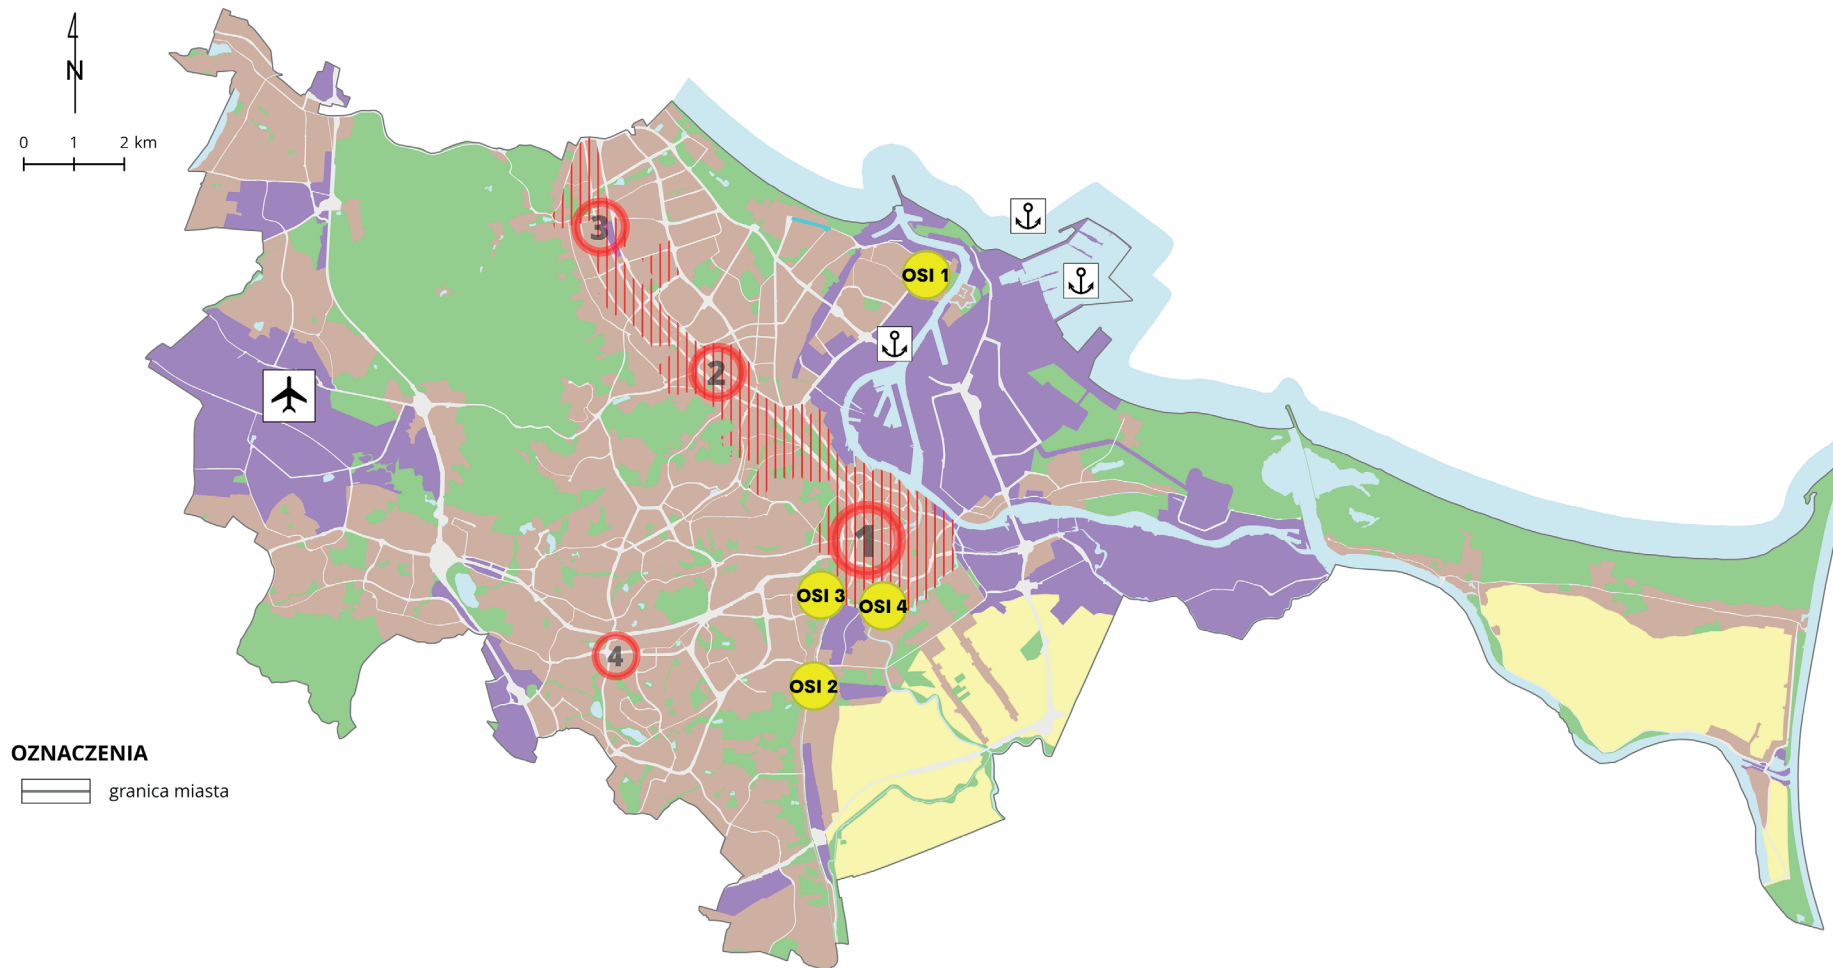 N
0 1 2 km
3
OSI 1
2
1
OSI 3
OSI 4
4
OSI 2
OZNACZENIA
granica miasta